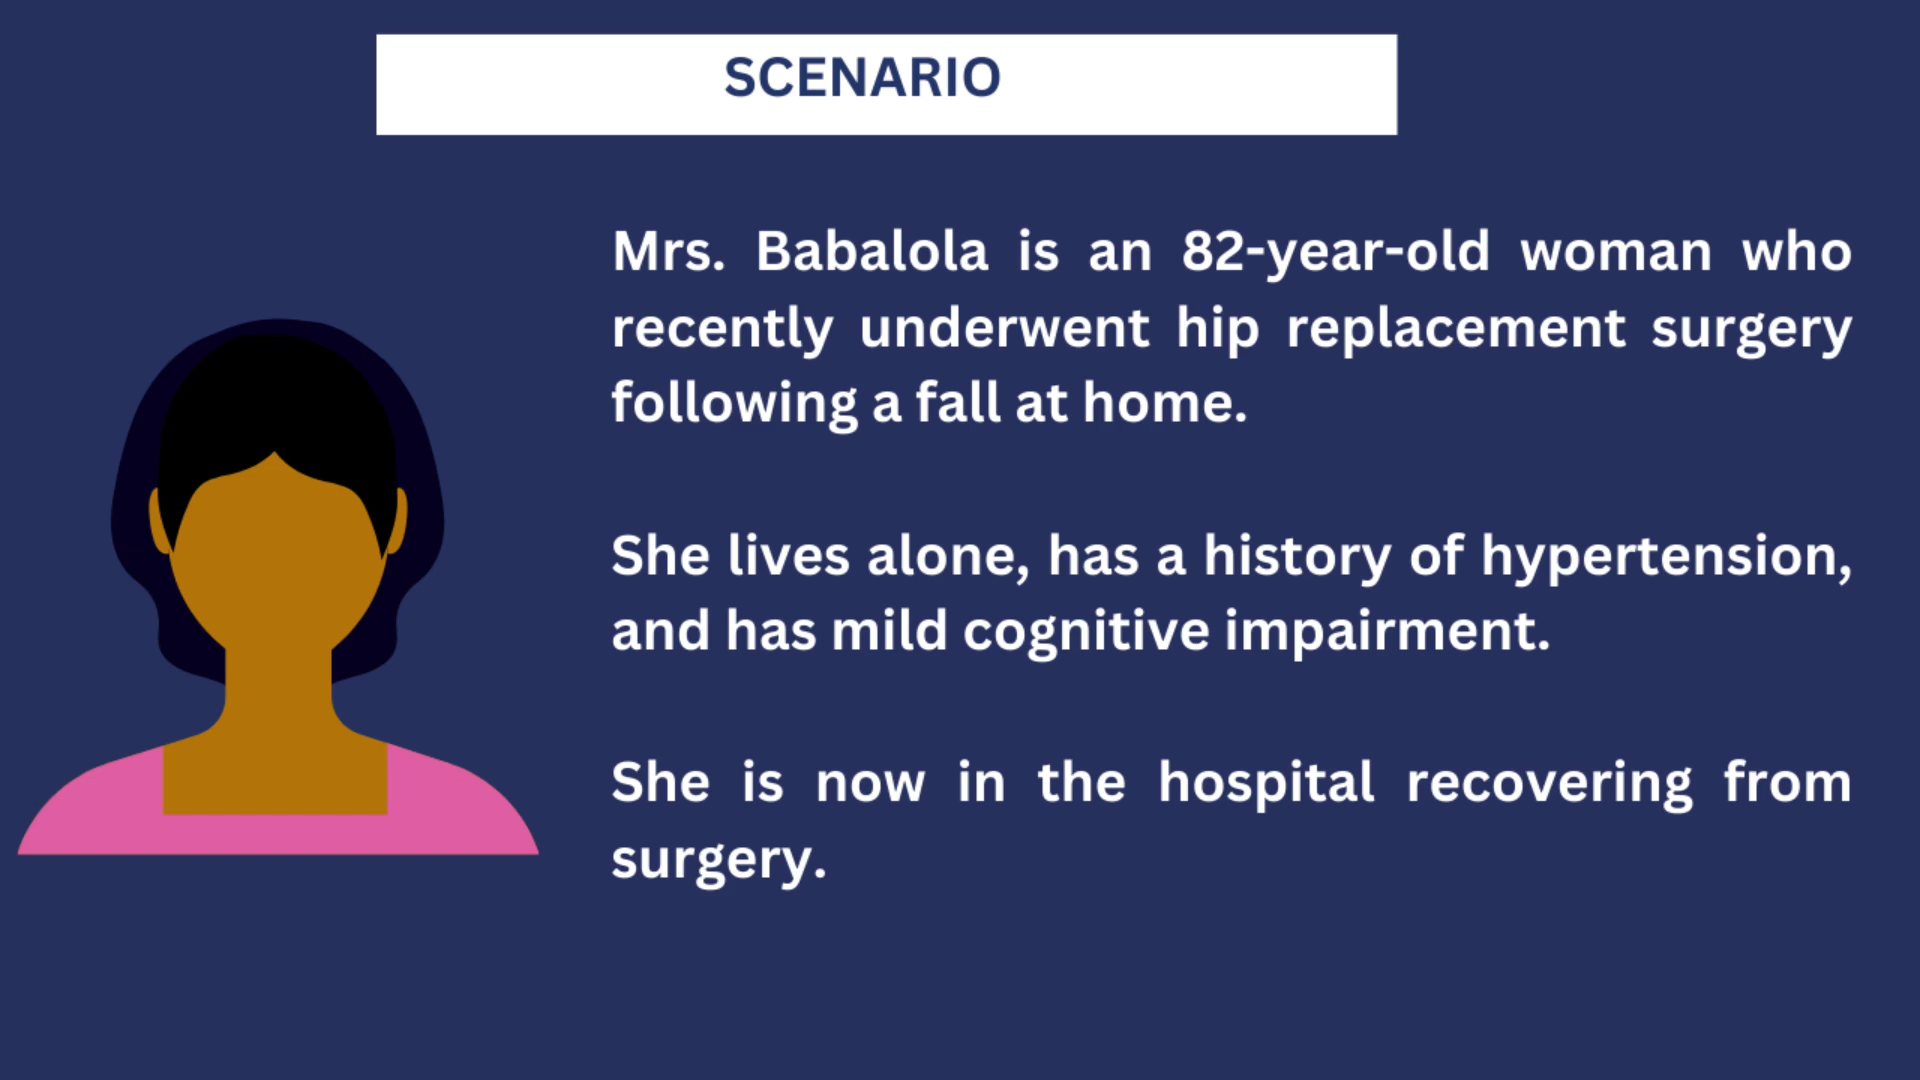 SCENARIO
Mrs. Babalola is an 82-year-old woman who
recently underwent hip replacement surgery
following a fall at home.
She lives alone, has a history of hypertension,
and has mild cognitive impairment.
She is now in the hospital recovering from
surgery.